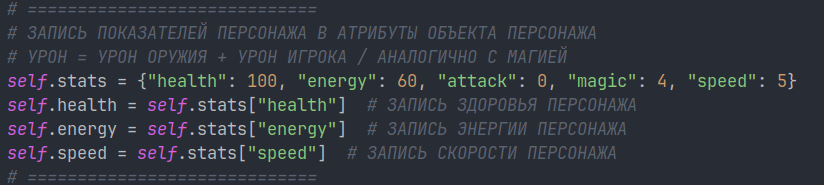 # =============================
# ЗАПИСЬ ПОКАЗАТЕЛЕЙ ПЕРСОНАЖА В АТРИБУТЫ ОБЪЕКТА ПЕРСОНАЖА
# УРОН = УРОН ОРУЖИЯ + УРОН ИГРОКА / АНАЛОГИЧНО С МАГИЕЙ
self.stats = {"health": 100, "energy": 60, "attack": 0, "magic": 4, "speed": 5}
self.health = self.stats["health"]  # ЗАПИСЬ ЗДОРОВЬЯ ПЕРСОНАЖА
self.energy = self.stats["energy"]  # ЗАПИСЬ ЭНЕРГИИ ПЕРСОНАЖА
self.speed = self.stats["speed"]  # ЗАПИСЬ СКОРОСТИ ПЕРСОНАЖА
# =============================